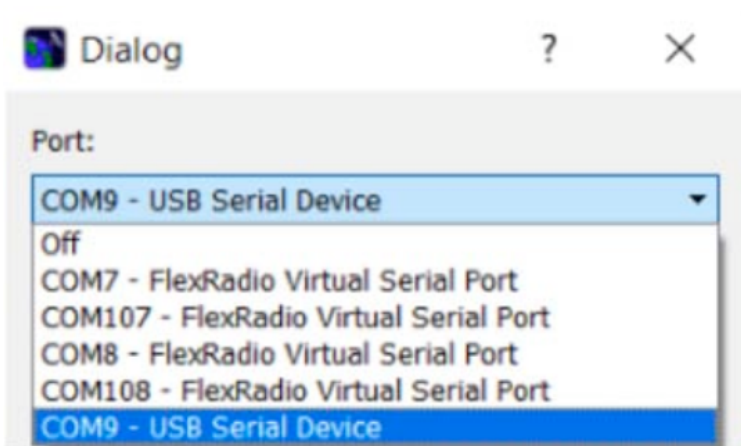 Dialog ? ×
Port:
COM9 - USB Serial Device
Off
COM7 - FlexRadio Virtual Serial Port
COM107 - FlexRadio Virtual Serial Port
COM8 - FlexRadio Virtual Serial Port
COM108 - FlexRadio Virtual Serial Port
COM9 - USB Serial Device